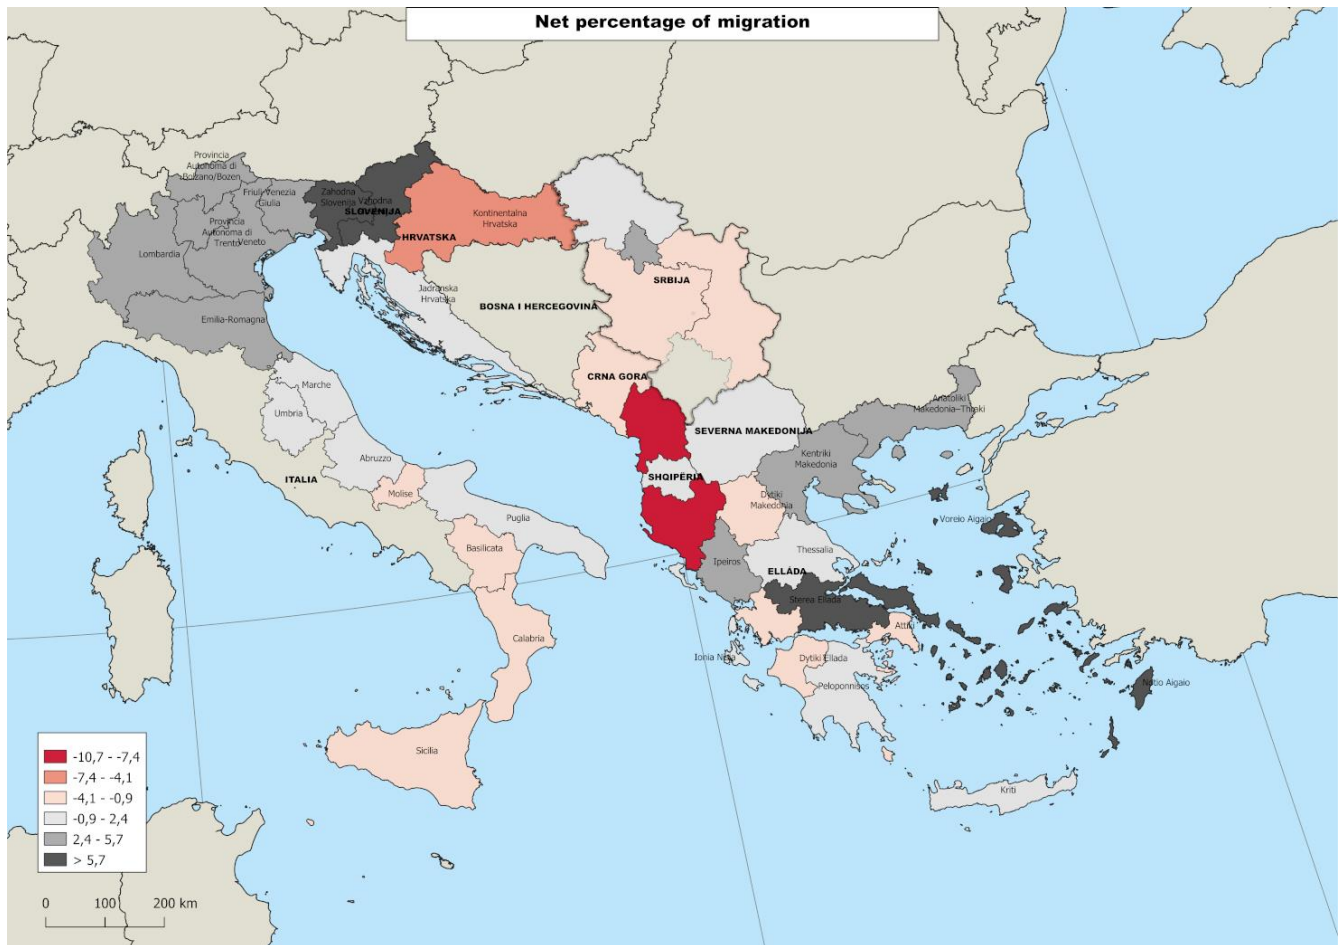 Net percentage of migration
Provincia
Autonoma di
Bolzano/Bozen
Friuli-Venezia
Giulia
Provincia
Autonoma di
Trento
Veneto
Lombardia
Emilia-Romagna
Zahodna
Slovenija
Vzhodna
SLOVENIJA
HRVATSKA
Kontinentalna
Hrvatska
Jadranska
Hrvatska
BOSNA I HERCEGOVINA
SRBIJA
CRNA GORA
Marche
Umbria
Abruzzo
ITALIA
Molise
Puglia
Basilicata
Calabria
Sicilia
SEVERNA MAKEDONIJA
SHQIPËRIA
Anatoliki
Makedonia-Thraki
Kentriki
Makedonia
Dytiki
Makedonia
Voreio Aigaio
Ipeiros
Thessalia
ELLÁDA
Sterea Ellada
Attiki
Ionia Nisia
Dytiki Ellada
Peloponnisos
Notio Aigaio
Kriti
-10,7 - -7,4
-7,4 - -4,1
-4,1 - -0,9
-0,9 - 2,4
2,4 - 5,7
> 5,7
0 100 200 km